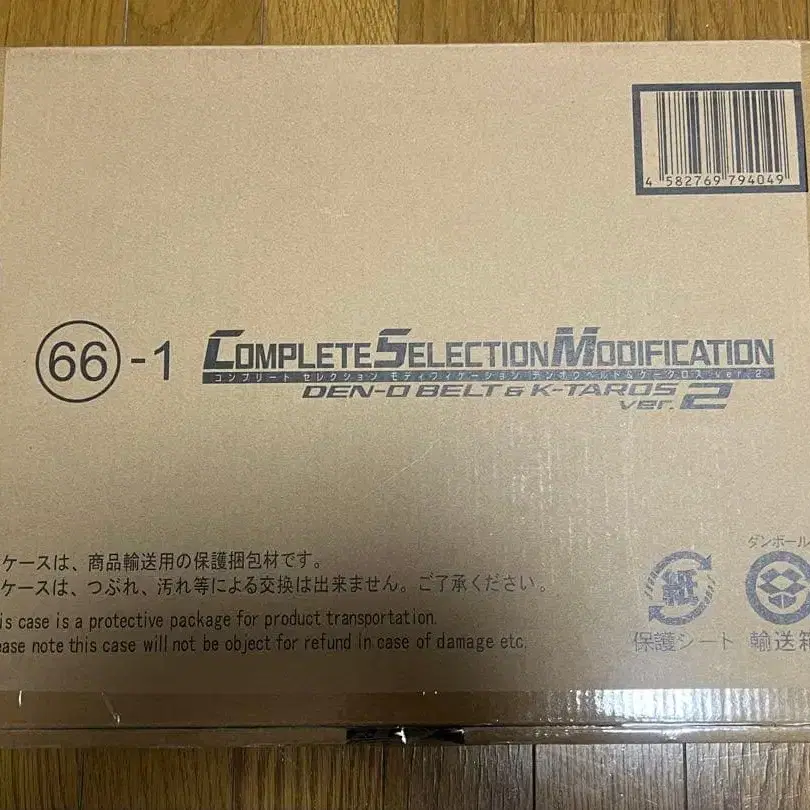 4 582769 794049
66-1
COMPLETE SELECTION MODIFICATION
コンプリート セレクション モディフィケーション デンオウベルト&ケータロス ver.2
DEN-O BELT & K-TAROS
ver.2
ケースは、商品輸送用の保護梱包材です。
ケースは、つぶれ、汚れ等による交換は出来ません。ご了承ください。
is case is a protective package for product transportation.
ease note this case will not be object for refund in case of damage etc.
紙
保護シート
ダンボール
輸送箱